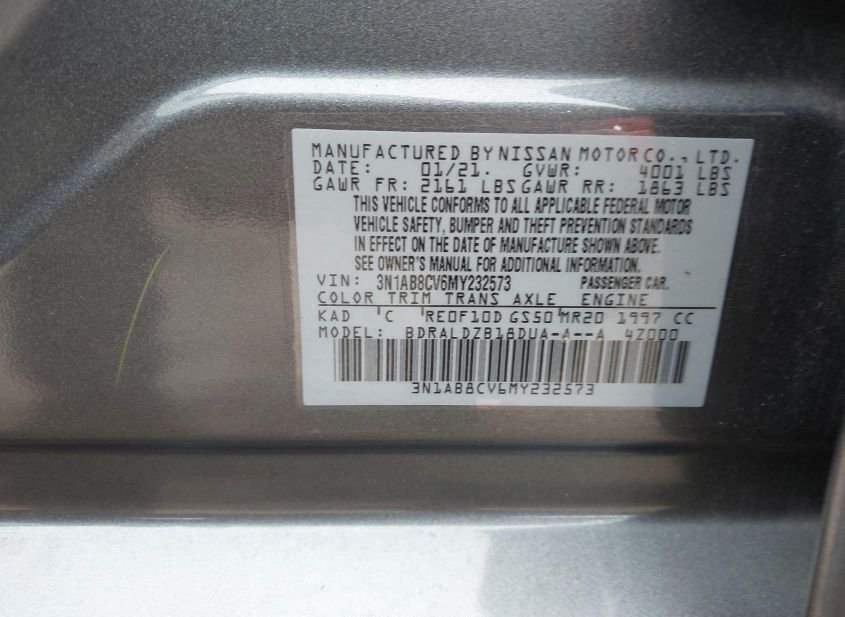 MANUFACTURED BY NISSAN MOTOR CO., LTD.
DATE: 01/21. GVWR: 4001 LBS
GAWR FR: 2161 LBS GAWR RR: 1863 LBS
THIS VEHICLE CONFORMS TO ALL APPLICABLE FEDERAL MOTOR
VEHICLE SAFETY, BUMPER AND THEFT PREVENTION STANDARDS
IN EFFECT ON THE DATE OF MANUFACTURE SHOWN ABOVE.
SEE OWNER'S MANUAL FOR ADDITIONAL INFORMATION.
VIN: 3N1AB8CV6MY232573 PASSENGER CAR.
COLOR TRIM TRANS AXLE ENGINE
KAD 'C 'RE0F10D GS50 'MR20 1997 CC
MODEL: BDRALDZB18DUA-A--A 4Z000
3N1AB8CV6MY232573